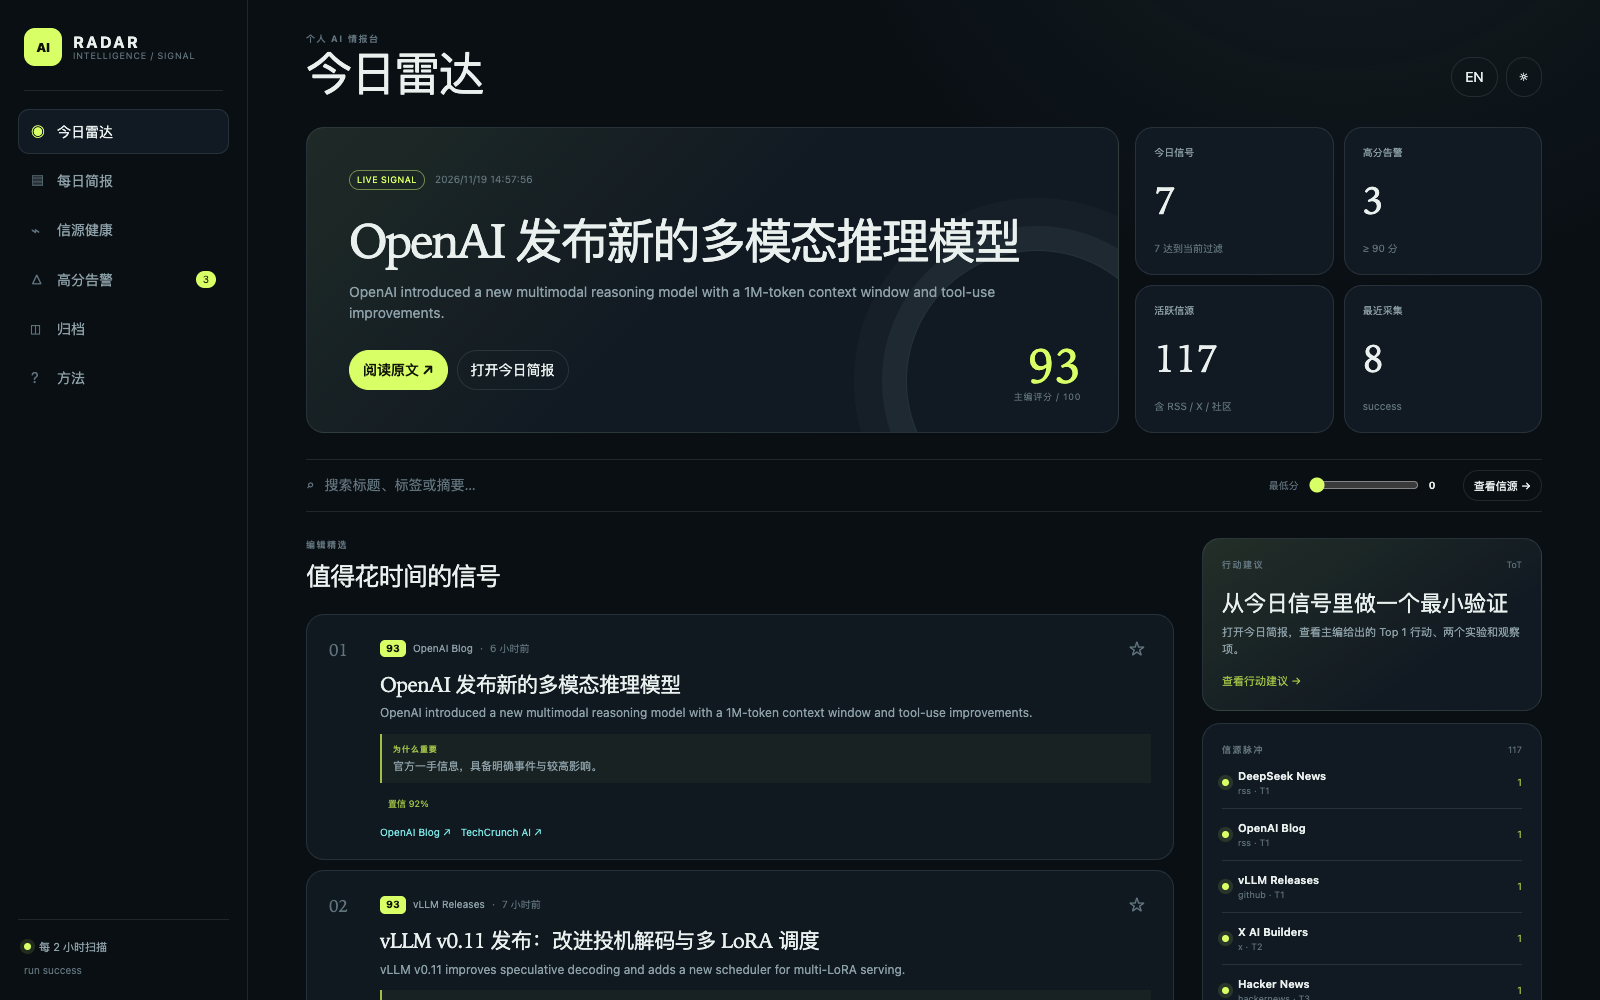 AI
RADAR
INTELLIGENCE / SIGNAL
今日雷达
每日简报
信源健康
高分告警
3
归档
? 方法
每 2 小时扫描
run success
个人 AI 情报台
今日雷达
EN
LIVE SIGNAL
2026/11/19 14:57:56
OpenAI 发布新的多模态推理模型
OpenAI introduced a new multimodal reasoning model with a 1M-token context window and tool-use
improvements.
阅读原文 ↗
打开今日简报
93
主编评分 / 100
今日信号
7
7 达到当前过滤
高分告警
3
≥ 90 分
活跃信源
117
含 RSS / X / 社区
最近采集
8
success
搜索标题、标签或摘要...
最低分
0
查看信源 →
编辑精选
值得花时间的信号
01
93 OpenAI Blog · 6 小时前
OpenAI 发布新的多模态推理模型
OpenAI introduced a new multimodal reasoning model with a 1M-token context window and tool-use improvements.
为什么重要
官方一手信息，具备明确事件与较高影响。
置信 92%
OpenAI Blog ↗ TechCrunch AI ↗
02
93 vLLM Releases · 7 小时前
vLLM v0.11 发布：改进投机解码与多 LoRA 调度
vLLM v0.11 improves speculative decoding and adds a new scheduler for multi-LoRA serving.
行动建议
ToT
从今日信号里做一个最小验证
打开今日简报，查看主编给出的 Top 1 行动、两个实验和观察
项。
查看行动建议 →
信源脉冲
117
DeepSeek News
rss · T1
1
OpenAI Blog
rss · T1
1
vLLM Releases
github · T1
1
X AI Builders
x · T2
1
Hacker News
hackernews · T3
1